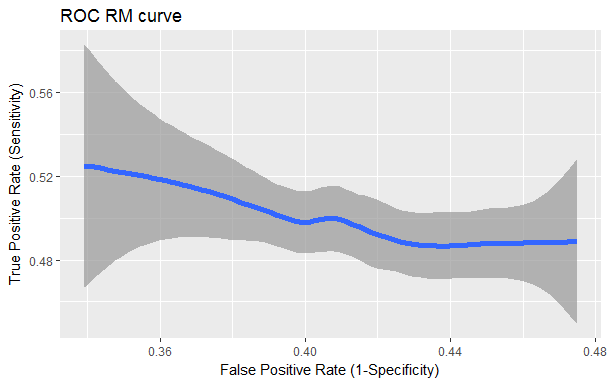 ROC RM curve
True Positive Rate (Sensitivity)
0.56
0.52
0.48
0.36
0.40
0.44
0.48
False Positive Rate (1-Specificity)